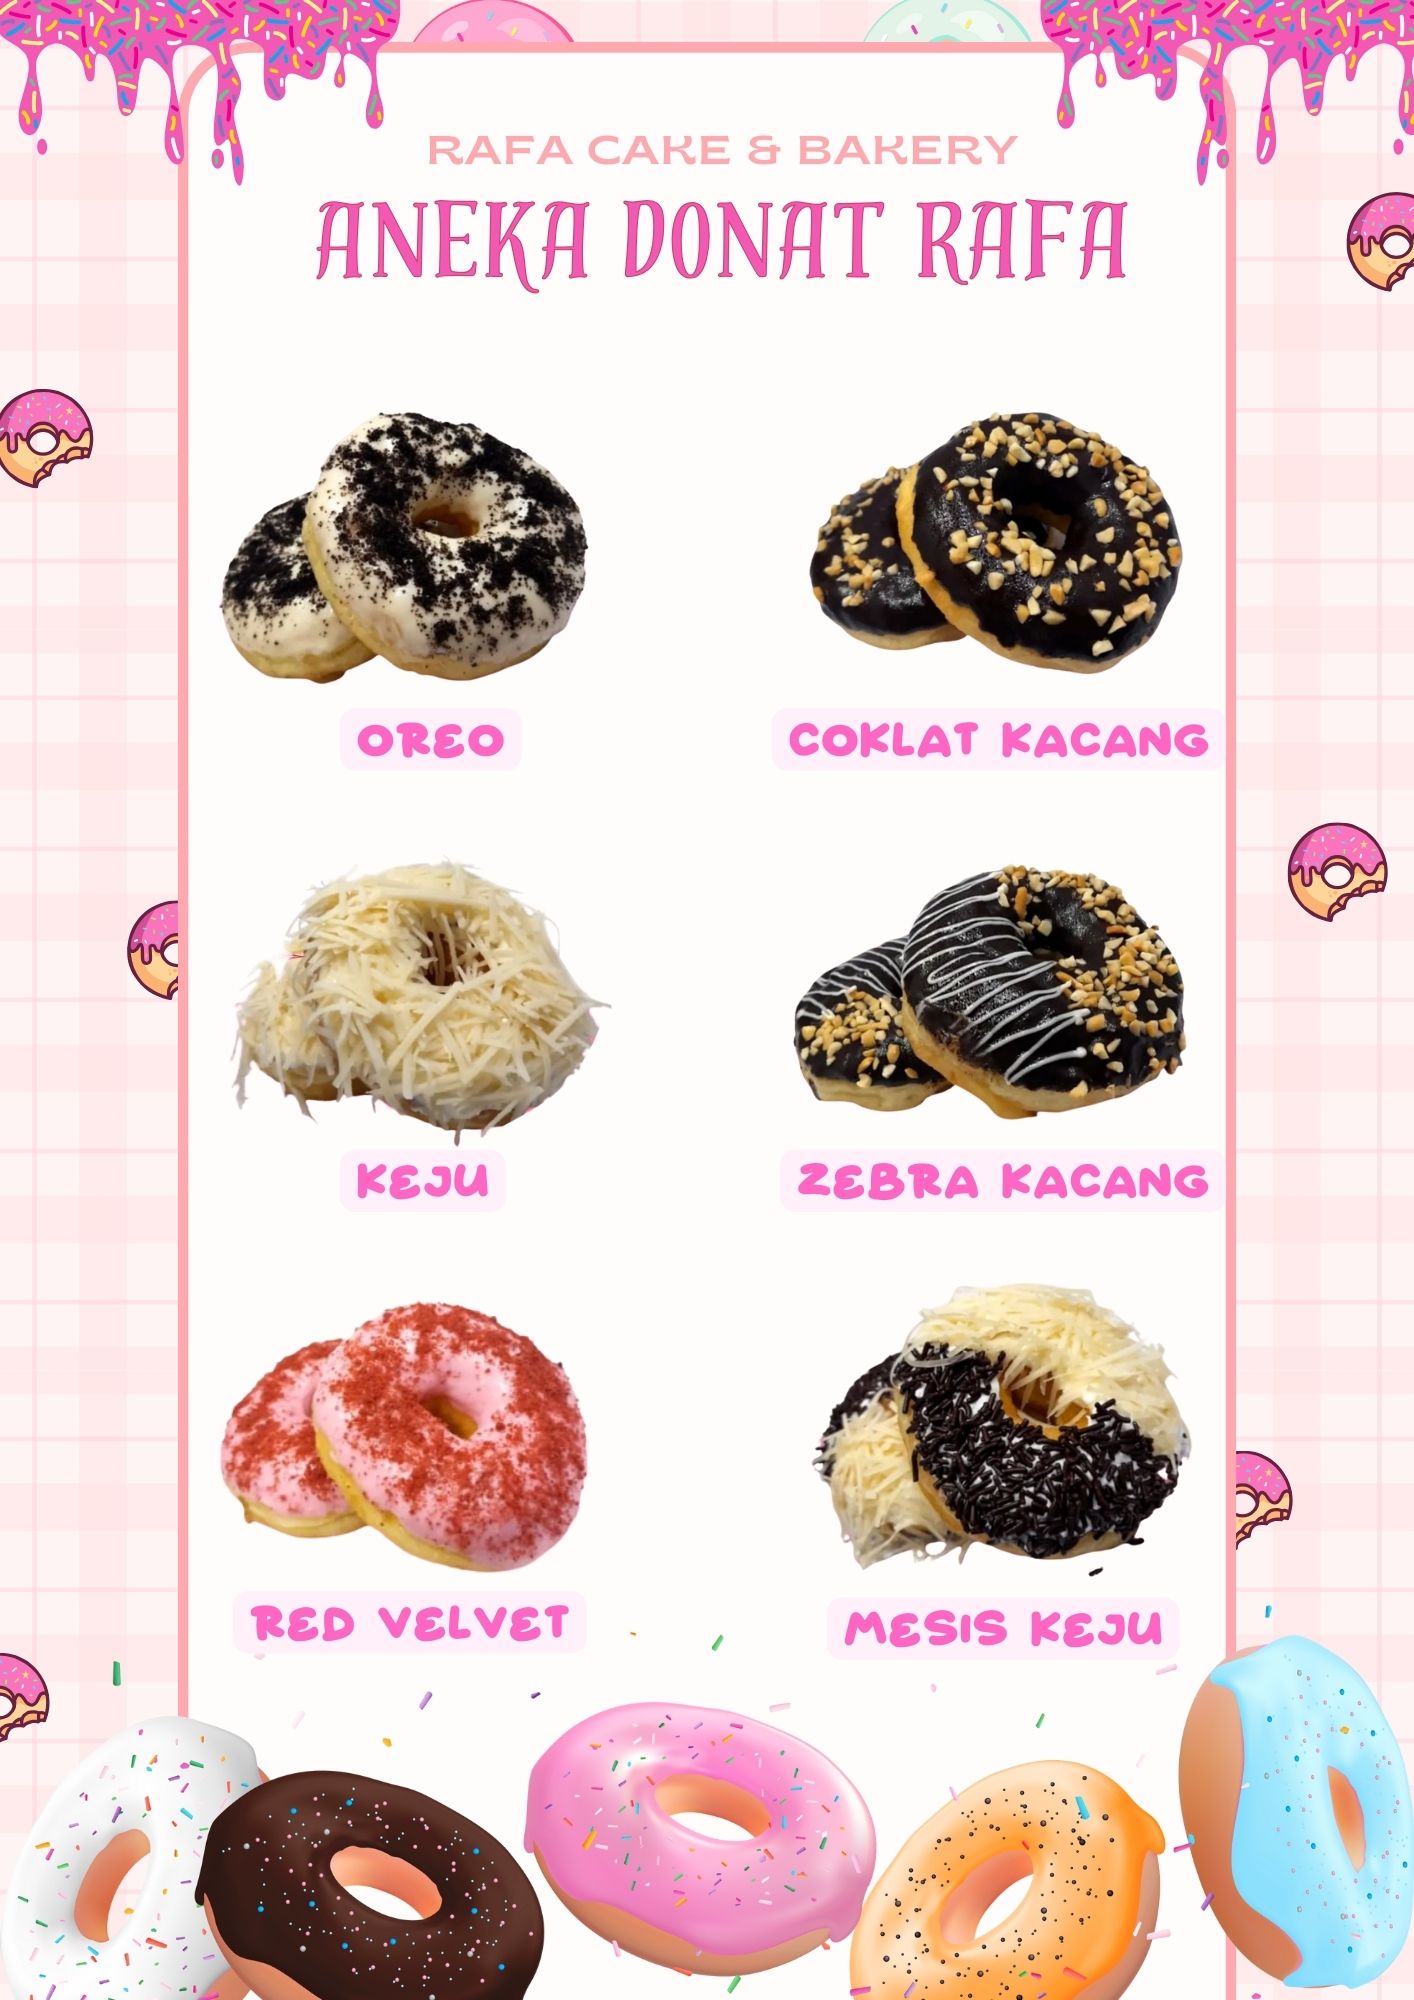 RAFA CAKE & BAKERY
ANEKA DONAT RAFA
OREO
COKLAT KACANG
KEJU
ZEBRA KACANG
RED VELVET
MESIS KEJU